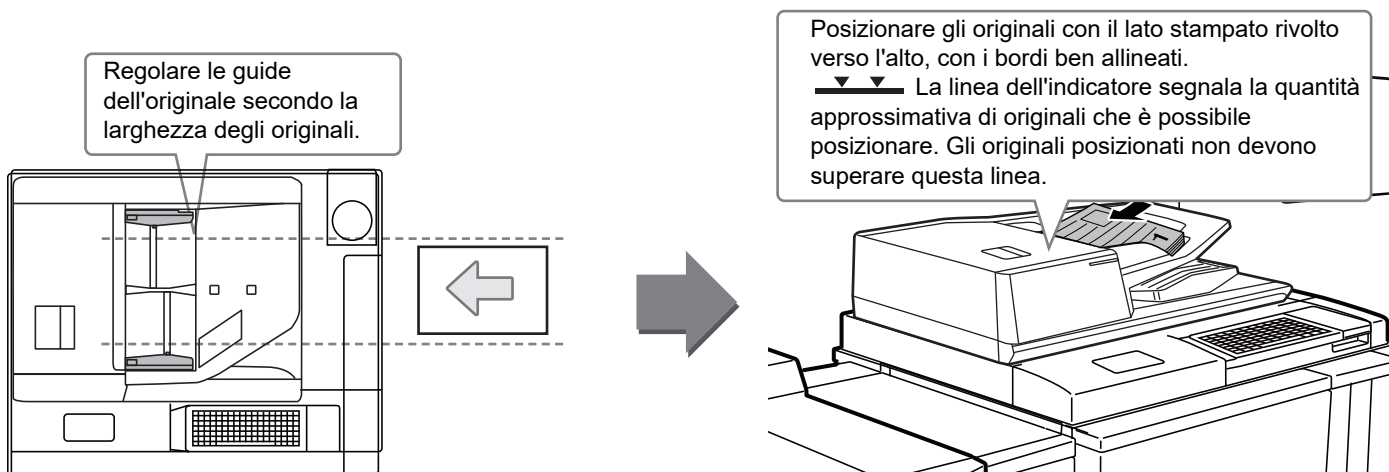 Regolare le guide
dell'originale secondo la
larghezza degli originali.
Posizionare gli originali con il lato stampato rivolto
verso l'alto, con i bordi ben allineati.
La linea dell'indicatore segnala la quantità
approssimativa di originali che è possibile
posizionare. Gli originali posizionati non devono
superare questa linea.
1